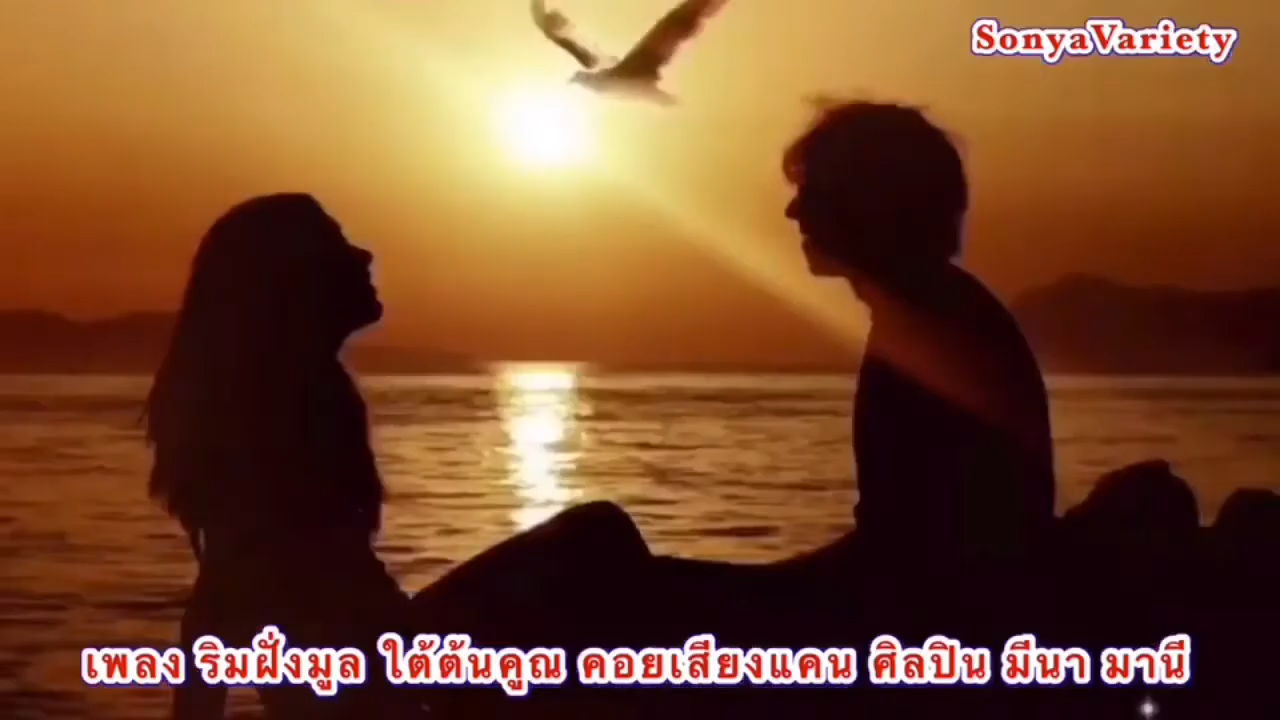 SonyaVariety
เพลง ริมฝั่งมูล ใต้ต้นคูณ คอยเสียงแคน ศิลปิน มีนา มานี